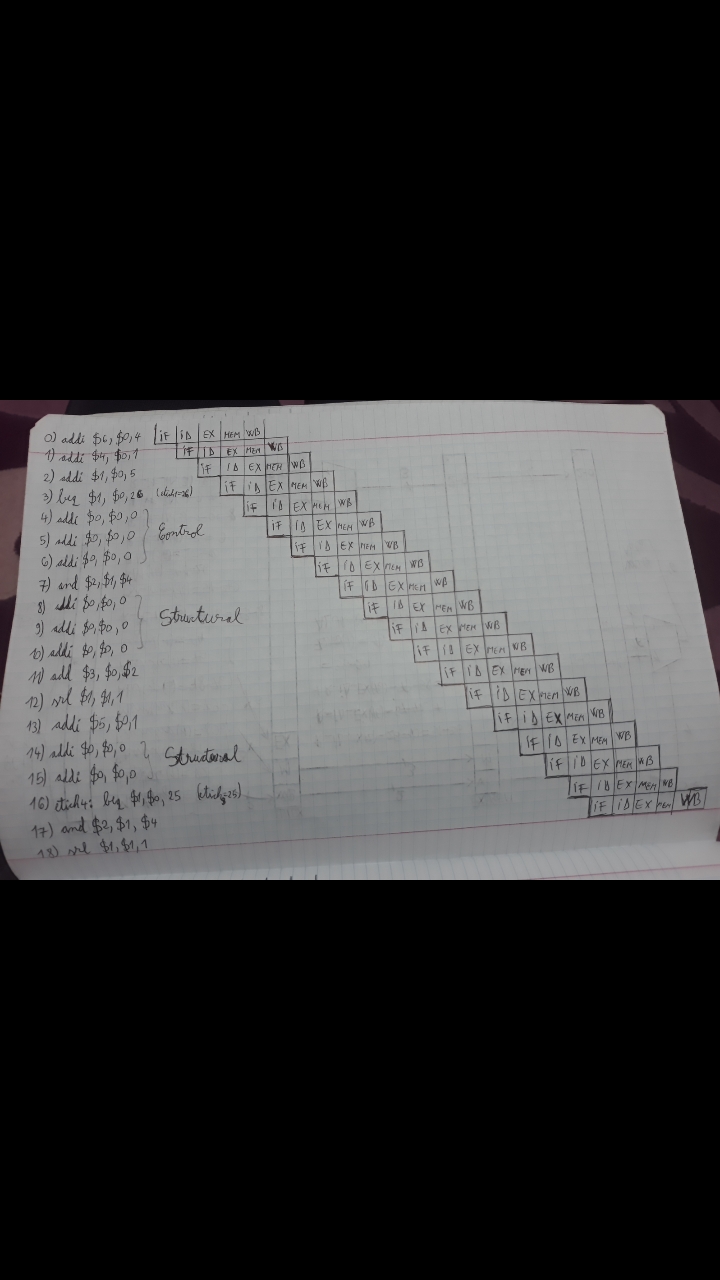 0) addi $6, $0, 4 IF ID EX MEM WB
1) addi $4, $0, 1 IF ID EX MEM WB
2) addi $1, $0, 5 IF ID EX MEM WB
3) beq $1, $0, 26 (etich1=26) IF ID EX MEM WB
4) addi $0, $0, 0 IF ID EX MEM WB
5) addi $0, $0, 0 Control IF ID EX MEM WB
6) addi $0, $0, 0 IF ID EX MEM WB
7) and $2, $1, $4 IF ID EX MEM WB
8) addi $0, $0, 0 IF ID EX MEM WB
9) addi $0, $0, 0 Structural IF ID EX MEM WB
10) addi $0, $0, 0 IF ID EX MEM WB
11) add $3, $0, $2 IF ID EX MEM WB
12) srl $1, $1, 1 IF ID EX MEM WB
13) addi $5, $0, 1 IF ID EX MEM WB
14) addi $0, $0, 0 Structural IF ID EX MEM WB
15) addi $0, $0, 0 IF ID EX MEM WB
16) etich4: beq $1, $0, 25 (etich3=25) IF ID EX MEM WB
17) and $2, $1, $4 IF ID EX MEM WB
18) srl $1, $1, 1 IF ID EX MEM WB